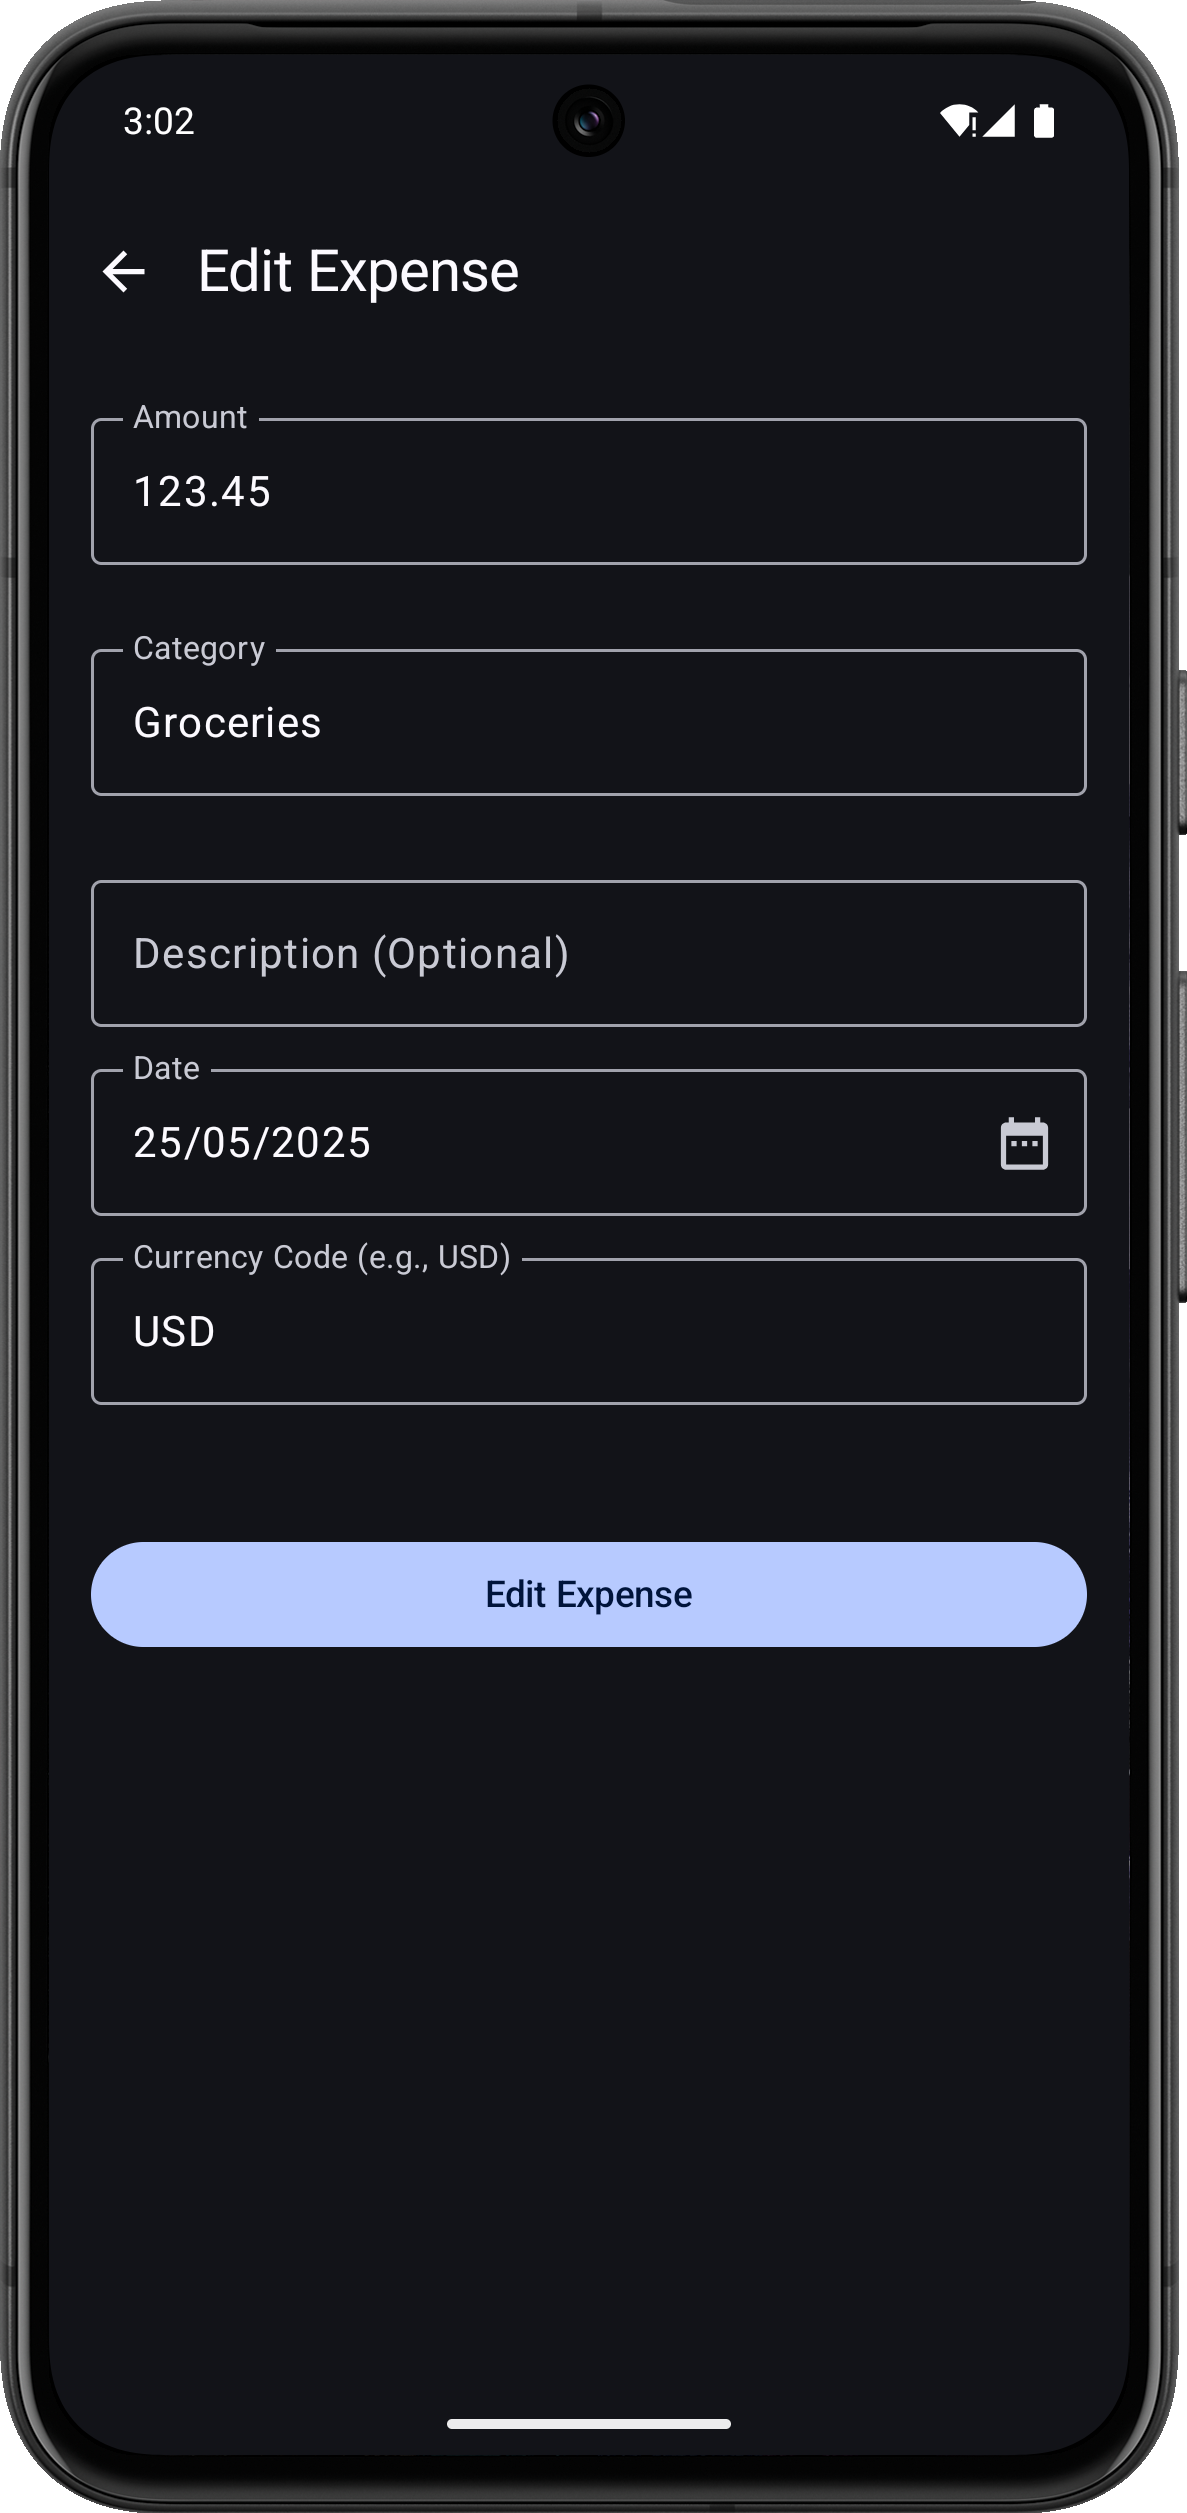 3:02
Edit Expense
Amount
123.45
Category
Groceries
Description (Optional)
Date
25/05/2025
Currency Code (e.g., USD)
USD
Edit Expense